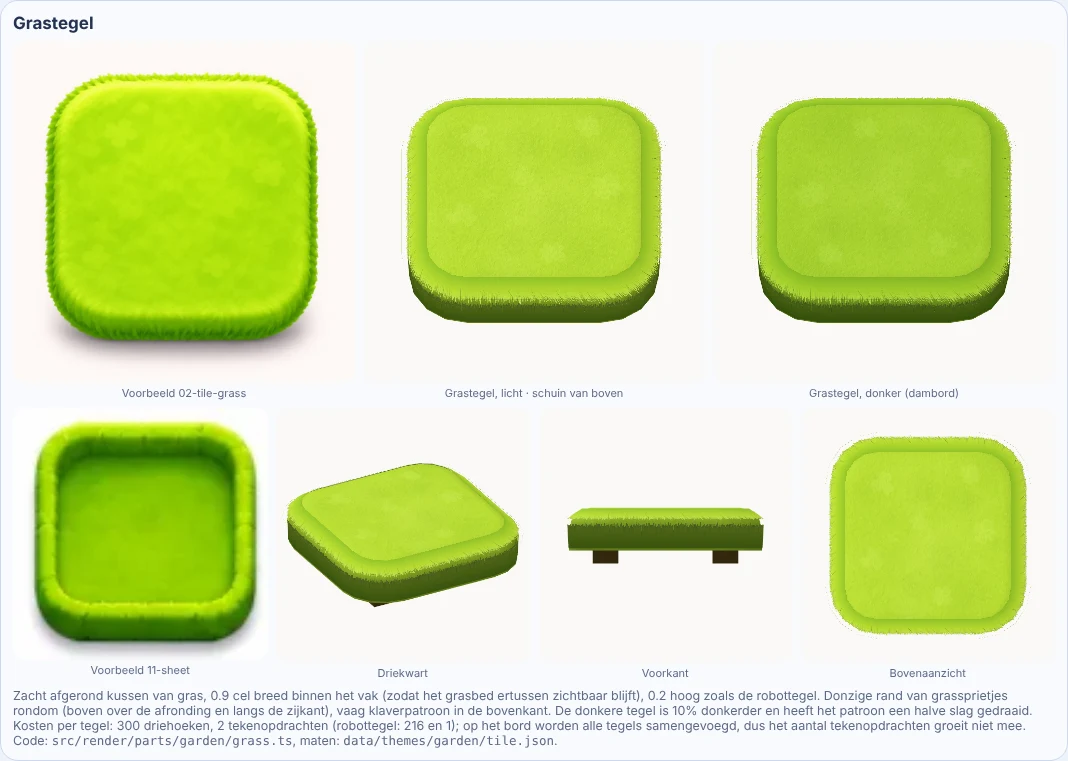 Grastegel
Voorbeeld 02-tile-grass
Grastegel, licht · schuin van boven
Grastegel, donker (dambord)
Voorbeeld 11-sheet
Driekwart
Voorkant
Bovenaanzicht
Zacht afgerond kussen van gras, 0.9 cel breed binnen het vak (zodat het grasbed ertussen zichtbaar blijft), 0.2 hoog zoals de robottegel. Donzige rand van grassprietjes
rondom (boven over de afronding en langs de zijkant), vaag klaverpatroon in de bovenkant. De donkere tegel is 10% donkerder en heeft het patroon een halve slag gedraaid.
Kosten per tegel: 300 driehoeken, 2 tekenopdrachten (robottegel: 216 en 1); op het bord worden alle tegels samengevoegd, dus het aantal tekenopdrachten groeit niet mee.
Code: src/render/parts/garden/grass.ts, maten: data/themes/garden/tile.json.